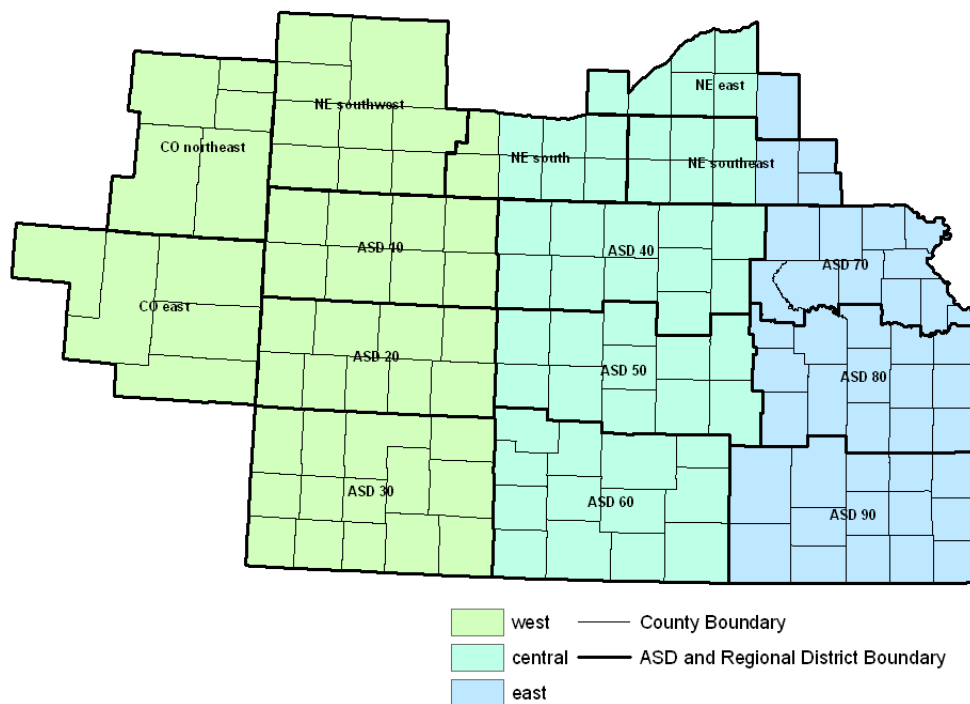 NE east
NE southwest
CO northeast
NE south
NE southeast
ASD 10
ASD 40
ASD 70
CO east
ASD 20
ASD 50
ASD 80
ASD 30
ASD 60
ASD 90
west
County Boundary
central
ASD and Regional District Boundary
east